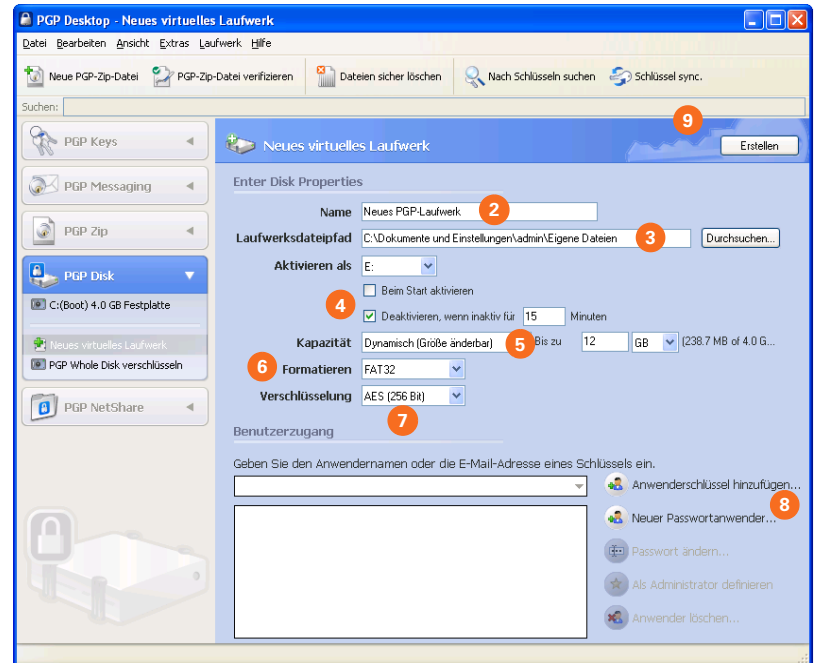 PGP Desktop - Neues virtuelles Laufwerk
Datei Bearbeiten Ansicht Extras Laufwerk Hilfe
Neue PGP-Zip-Datei PGP-Zip-Datei verifizieren Dateien sicher löschen Nach Schlüsseln suchen Schlüssel sync.
Suchen:
PGP Keys
PGP Messaging
PGP Zip
PGP Disk
C:(Boot) 4.0 GB Festplatte
Neues virtuelles Laufwerk
PGP Whole Disk verschlüsseln
PGP NetShare
9
Neues virtuelles Laufwerk Erstellen
Enter Disk Properties
Name Neues PGP-Laufwerk 2
Laufwerksdateipfad C:\Dokumente und Einstellungen\admin\Eigene Dateien 3 Durchsuchen...
Aktivieren als E:
Beim Start aktivieren
4
Deaktivieren, wenn inaktiv für 15 Minuten
Kapazität Dynamisch (Größe änderbar) 5 Bis zu 12 GB (238.7 MB of 4.0 G...
6 Formatieren FAT32
Verschlüsselung AES (256 Bit)
7
Benutzerzugang
Geben Sie den Anwendernamen oder die E-Mail-Adresse eines Schlüssels ein.
Anwenderschlüssel hinzufügen...
8
Neuer Passwortanwender...
Passwort ändern...
Als Administrator definieren
Anwender löschen...